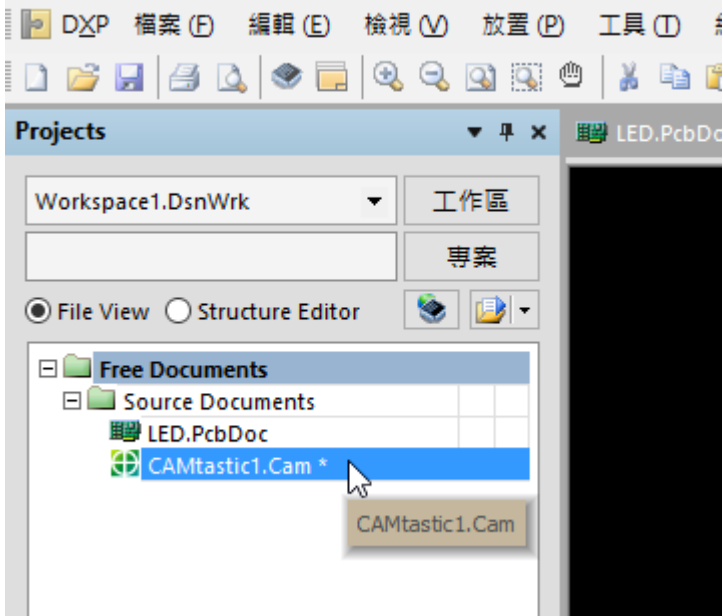 DXP 檔案 (F) 編輯 (E) 檢視 (V) 放置 (P) 工具 (T)
Projects LED.PcbDo
Workspace1.DsnWrk 工作區
專案
File View Structure Editor
Free Documents
Source Documents
LED.PcbDoc
CAMtastic1.Cam *
CAMtastic1.Cam